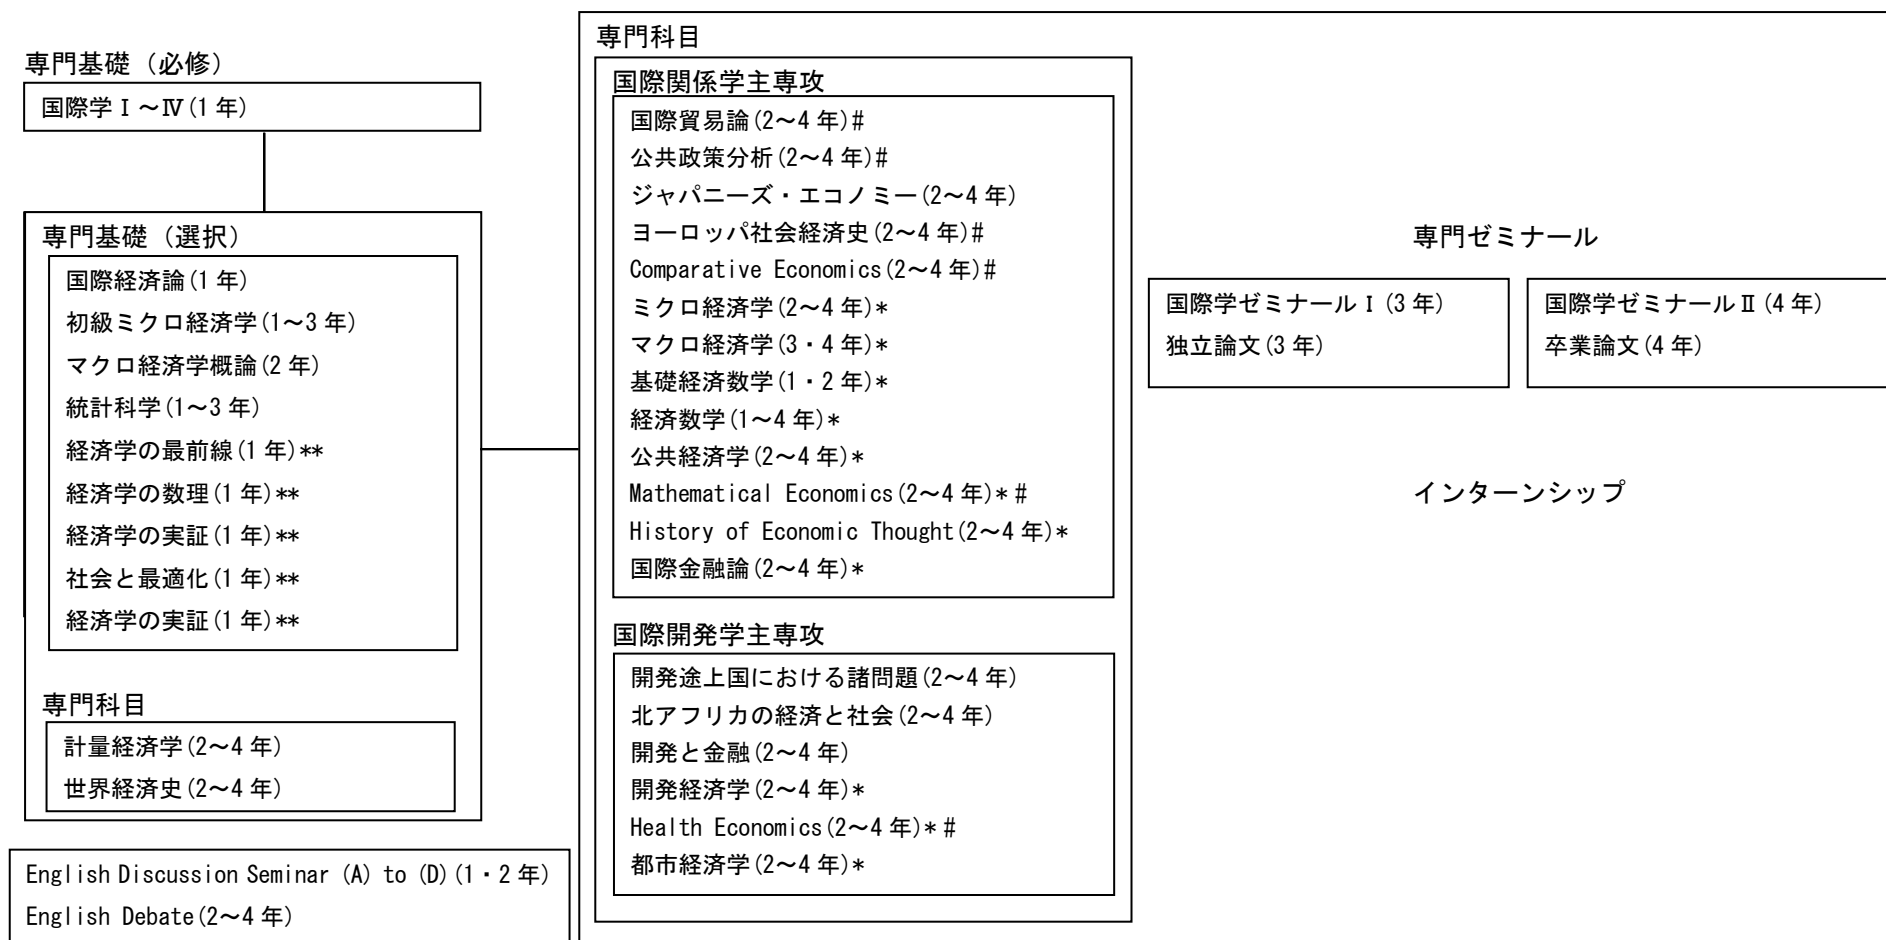 専門基礎（必修）
国際学Ⅰ～Ⅳ(1 年)
専門基礎（選択）
国際経済論(1 年)
初級ミクロ経済学(1～3 年)
マクロ経済学概論(2 年)
統計科学(1～3 年)
経済学の最前線(1 年)**
経済学の数理(1 年)**
経済学の実証(1 年)**
社会と最適化(1 年)**
経済学の実証(1 年)**
専門科目
計量経済学(2～4 年)
世界経済史(2～4 年)
English Discussion Seminar (A) to (D)(1・2 年)
English Debate(2～4 年)
専門科目
国際関係学主専攻
国際貿易論(2～4 年)#
公共政策分析(2～4 年)#
ジャパニーズ・エコノミー(2～4 年)
ヨーロッパ社会経済史(2～4 年)#
Comparative Economics(2～4 年)#
ミクロ経済学(2～4 年)*
マクロ経済学(3・4 年)*
基礎経済数学(1・2 年)*
経済数学(1～4 年)*
公共経済学(2～4 年)*
Mathematical Economics(2～4 年)* #
History of Economic Thought(2～4 年)*
国際金融論(2～4 年)*
国際開発学主専攻
開発途上国における諸問題(2～4 年)
北アフリカの経済と社会(2～4 年)
開発と金融(2～4 年)
開発経済学(2～4 年)*
Health Economics(2～4 年)* #
都市経済学(2～4 年)*
専門ゼミナール
国際学ゼミナールⅠ(3 年)
独立論文(3 年)
国際学ゼミナールⅡ(4 年)
卒業論文(4 年)
インターンシップ